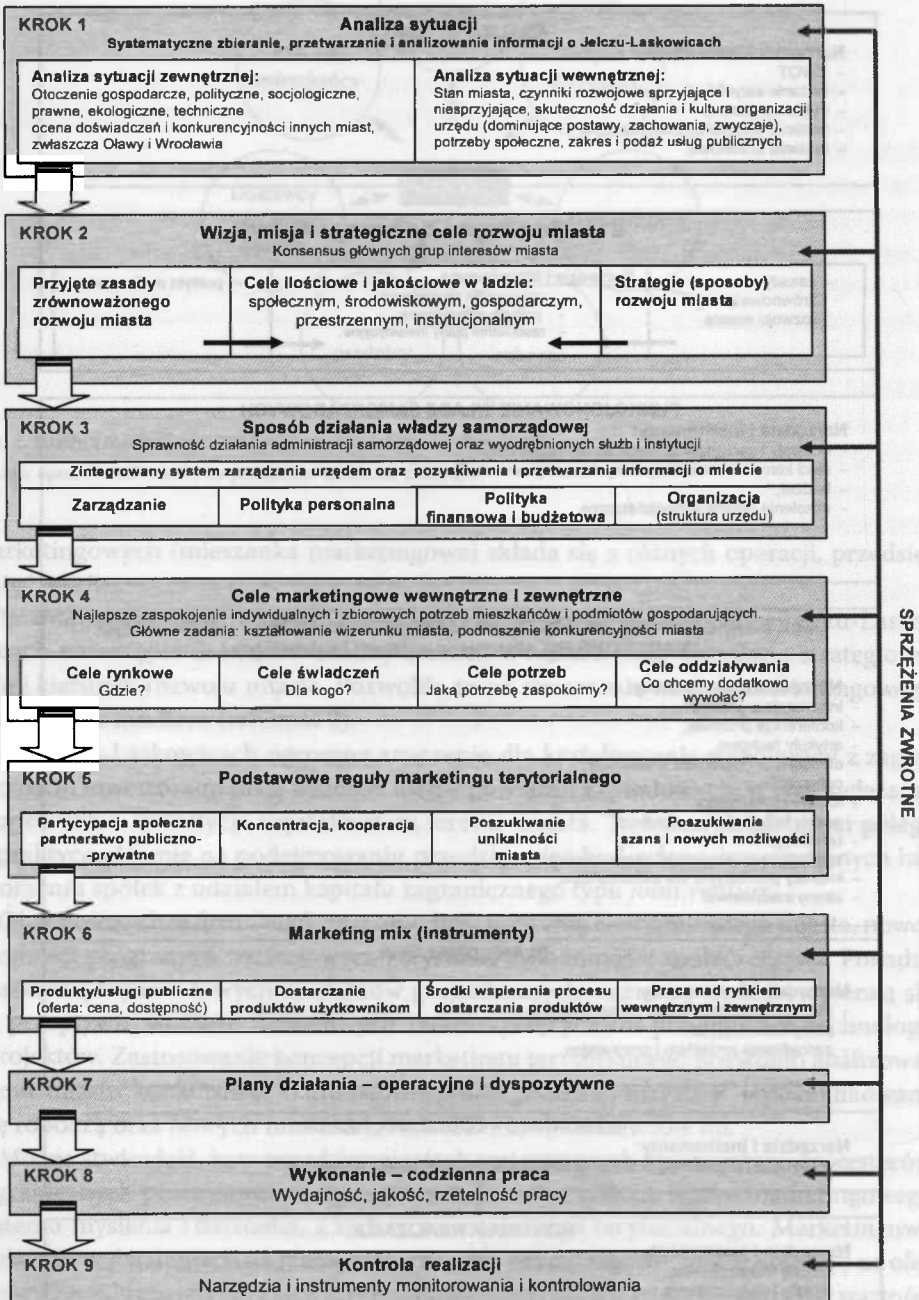 KROK 1
Analiza sytuacji
Systematyczne zbieranie, przetwarzanie i analizowanie informacji o Jelczu-Laskowicach
Analiza sytuacji zewnętrznej:
Otoczenie gospodarcze, polityczne, socjologiczne,
prawne, ekologiczne, techniczne
ocena doświadczeń i konkurencyjności innych miast,
zwłaszcza Oławy i Wrocławia
Analiza sytuacji wewnętrznej:
Stan miasta, czynniki rozwojowe sprzyjające i
niesprzyjające, skuteczność działania i kultura organizacji
urzędu (dominujące postawy, zachowania, zwyczaje),
potrzeby społeczne, zakres i podaż usług publicznych
KROK 2
Wizja, misja i strategiczne cele rozwoju miasta
Konsensus głównych grup interesów miasta
Przyjęte zasady
zrównoważonego
rozwoju miasta
Cele ilościowe i jakościowe w ładzie:
społecznym, środowiskowym, gospodarczym,
przestrzennym, instytucjonalnym
Strategie (sposoby)
rozwoju miasta
KROK 3
Sposób działania władzy samorządowej
Sprawność działania administracji samorządowej oraz wyodrębnionych służb i instytucji
Zintegrowany system zarządzania urzędem oraz pozyskiwania i przetwarzania informacji o mieście
Zarządzanie
Polityka personalna
Polityka
finansowa i budżetowa
Organizacja
(struktura urzędu)
KROK 4
Cele marketingowe wewnętrzne i zewnętrzne
Najlepsze zaspokojenie indywidualnych i zbiorowych potrzeb mieszkańców i podmiotów gospodarujących
Główne zadania: kształtowanie wizerunku miasta, podnoszenie konkurencyjności miasta
Cele rynkowe
Gdzie?
Cele świadczeń
Dla kogo?
Cele potrzeb
Jaką potrzebę zaspokoimy?
Cele oddziaływania
Co chcemy dodatkowo
wywołać?
KROK 5
Podstawowe reguły marketingu terytorialnego
Partycypacja społeczna
partnerstwo publiczno-
-prywatne
Koncentracja, kooperacja
Poszukiwanie
unikalności
miasta
Poszukiwania
szans i nowych możliwości
KROK 6
Marketing mix (instrumenty)
Produkty/usługi publiczne
(oferta: cena, dostępność)
Dostarczanie
produktów użytkownikom
Środki wspierania procesu
dostarczania produktów
Praca nad rynkiem
wewnętrznym i zewnętrznym
KROK 7
Plany działania – operacyjne i dyspozytywne
KROK 8
Wykonanie – codzienna praca
Wydajność, jakość, rzetelność pracy
KROK 9
Kontrola realizacji
Narzędzia i instrumenty monitorowania i kontrolowania
SPRZĘŻENIA ZWROTNE